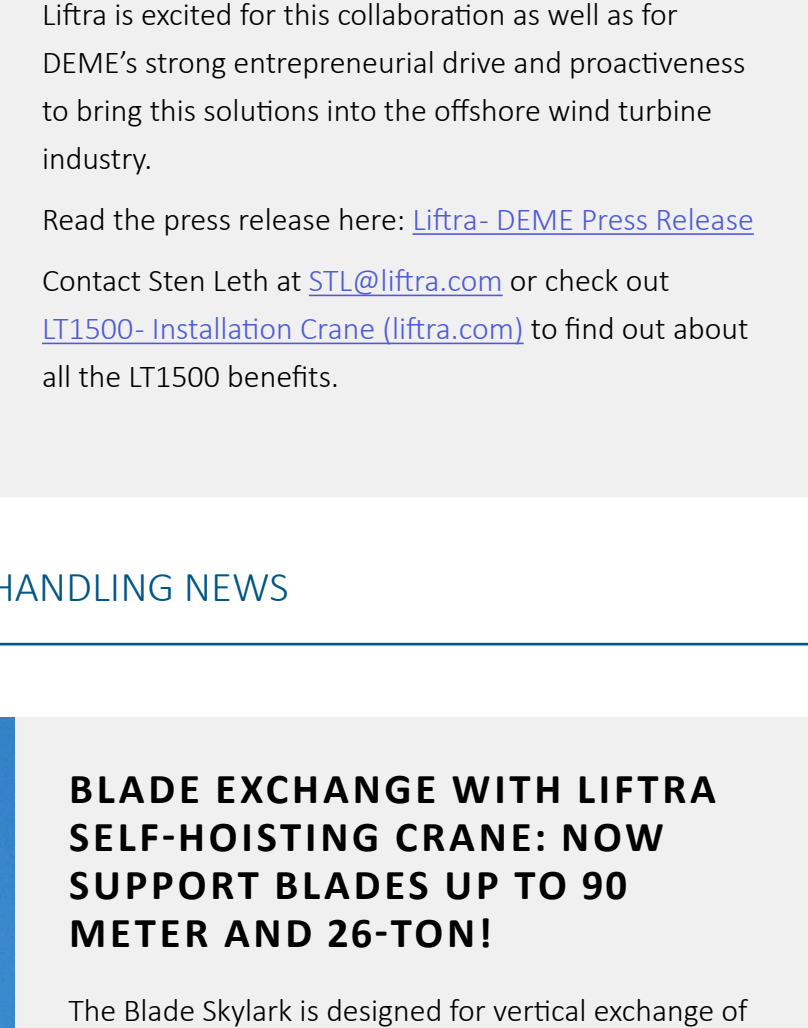 Liftra is excited for this collaboration as well as for
DEME’s strong entrepreneurial drive and proactiveness
to bring this solutions into the offshore wind turbine
industry.
Read the press release here: Liftra- DEME Press Release
Contact Sten Leth at STL@liftra.com or check out
LT1500- Installation Crane (liftra.com) to find out about
all the LT1500 benefits.
HANDLING NEWS
BLADE EXCHANGE WITH LIFTRA
SELF-HOISTING CRANE: NOW
SUPPORT BLADES UP TO 90
METER AND 26-TON!
The Blade Skylark is designed for vertical exchange of